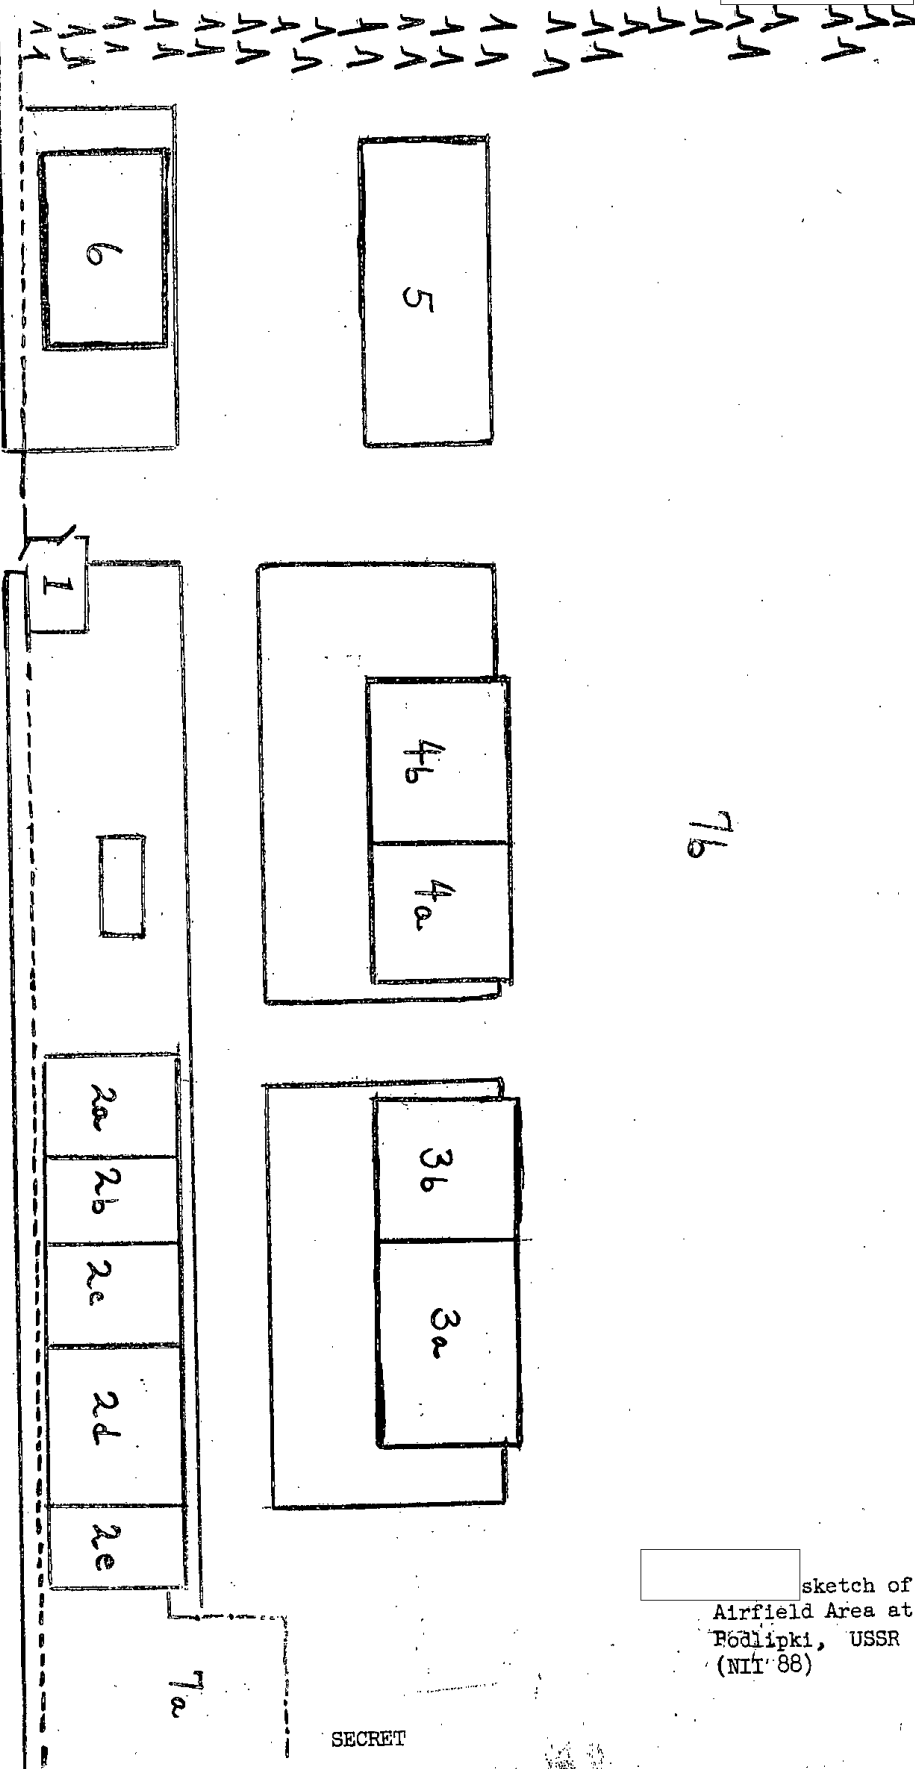 6
5
1
4b
4a
7b
2a
2b
2c
2d
2e
3b
3a
7a
sketch of
Airfield Area at
Podlipki, USSR
(NII 88)
SECRET